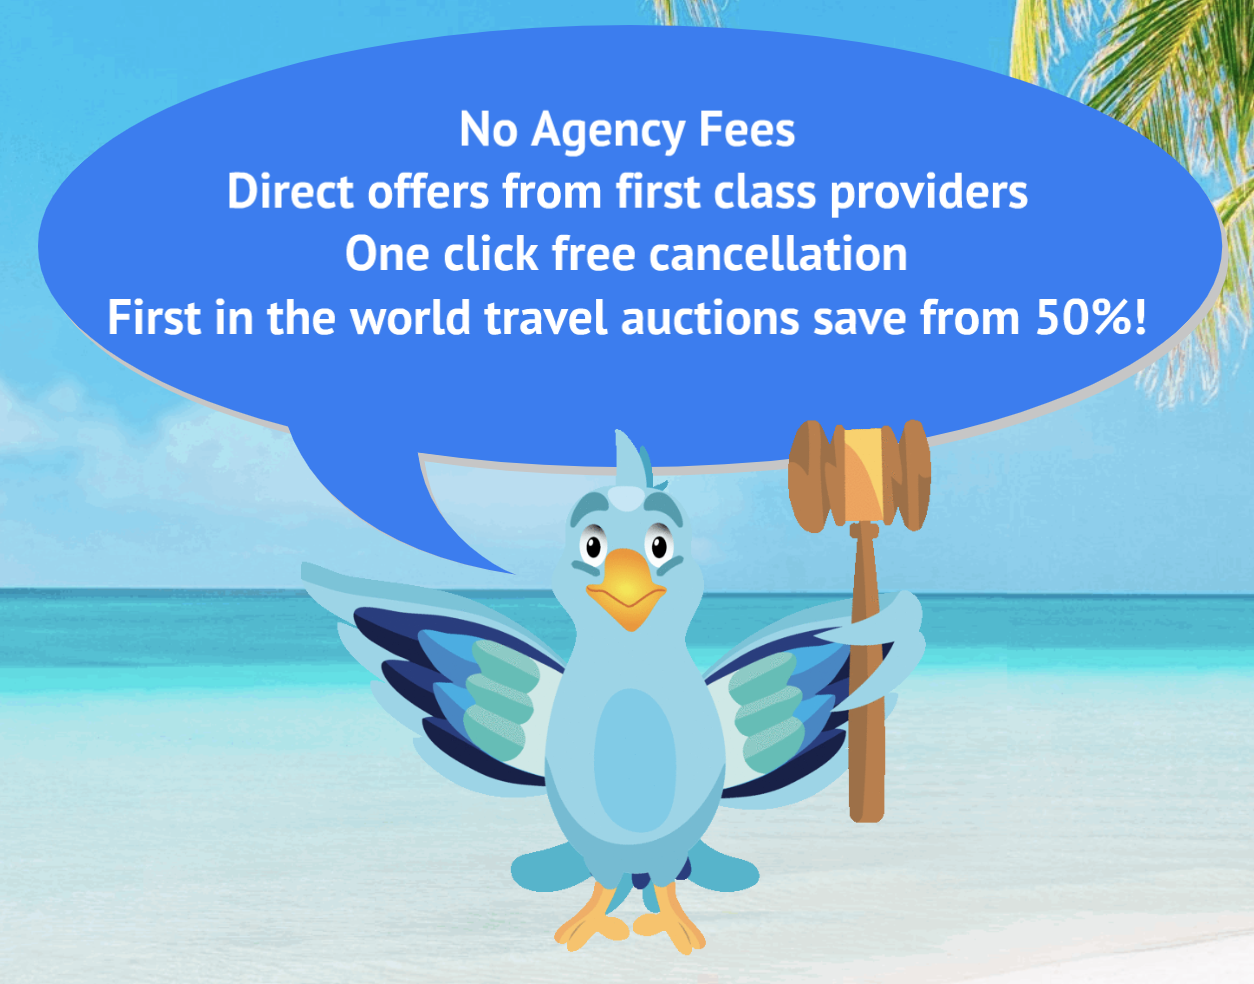 No Agency Fees
Direct offers from first class providers
One click free cancellation
First in the world travel auctions save from 50%!